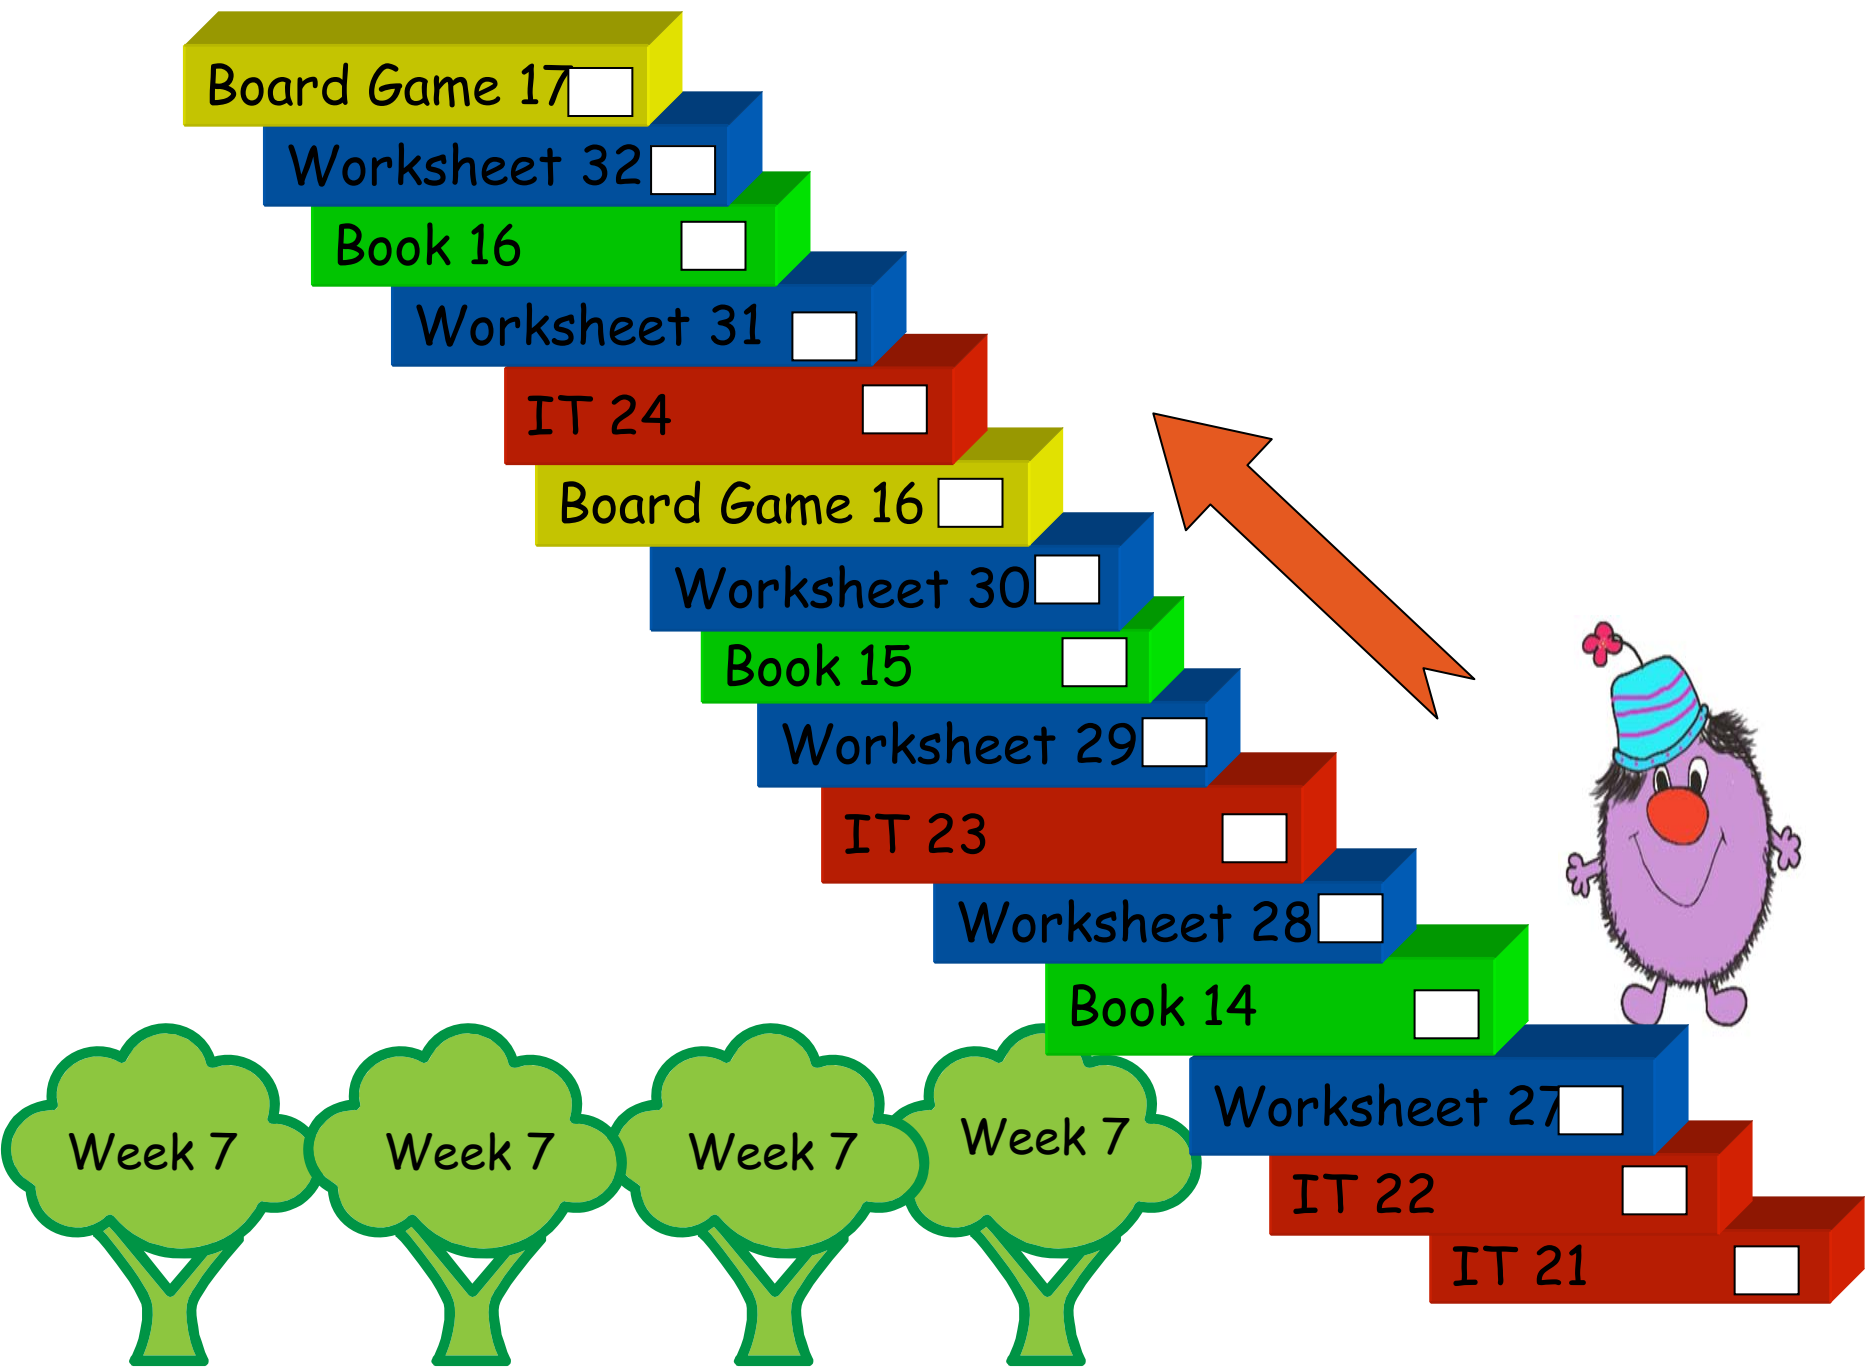 Board Game 17
Worksheet 32
Book 16
Worksheet 31
IT 24
Board Game 16
Worksheet 30
Book 15
Worksheet 29
IT 23
Worksheet 28
Book 14
Worksheet 27
IT 22
IT 21
Week 7
Week 7
Week 7
Week 7